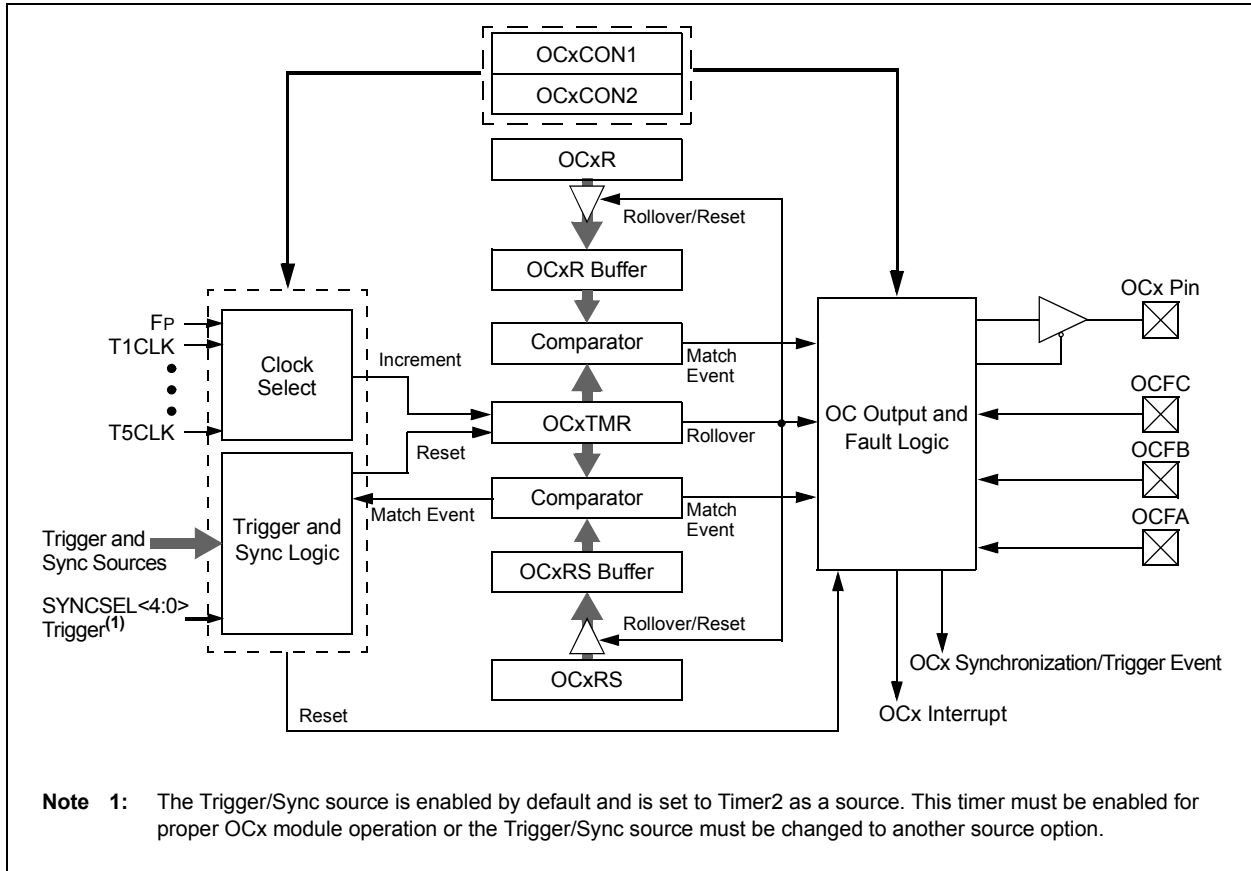 OCxCON1
OCxCON2
OCxR
Rollover/Reset
OCxR Buffer
OCx Pin
FP
T1CLK
Clock
Select
Increment
Comparator
Match
Event
OCFC
T5CLK
OCxTMR
Rollover
OC Output and
Fault Logic
Reset
OCFB
Comparator
Match Event
Match
Event
Trigger and
Sync Logic
OCFA
Trigger and
Sync Sources
OCxRS Buffer
SYNCSEL<4:0>
Trigger(1)
Rollover/Reset
OCxRS
OCx Synchronization/Trigger Event
OCx Interrupt
Reset
Note 1: The Trigger/Sync source is enabled by default and is set to Timer2 as a source. This timer must be enabled for
proper OCx module operation or the Trigger/Sync source must be changed to another source option.